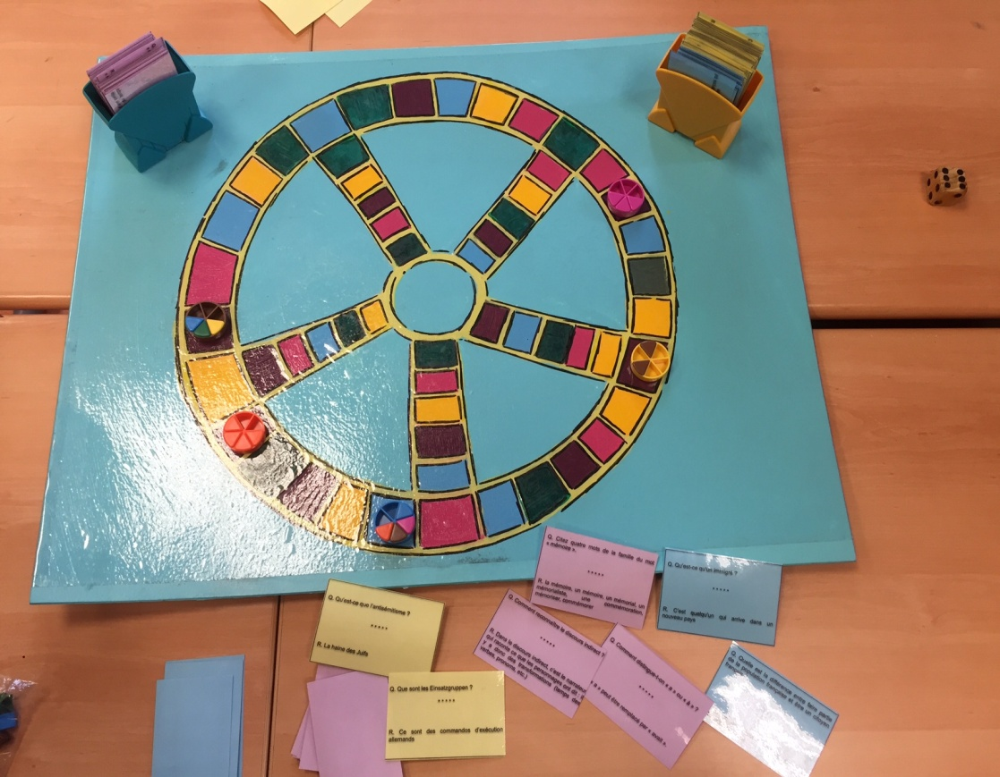 Q. Citez quatre mots de la famille du mot
« mémoire ».
*****
R. la mémoire, un mémoire, un mémorial, un
mémorialiste, une commémoration,
mémoriser, commémorer
Q. Qu'est-ce qu'un immigré ?
*****
R. C'est quelqu'un qui arrive dans un
nouveau pays
Q. Qu'est-ce que l'antisémitisme ?
*****
R. La haine des Juifs
Q. Comment reconnaître le discours indirect ?
*****
R. Dans le discours indirect, c'est le narrateur
qui raconte ce que les personnages ont dit : il
y a donc des transformations (temps des
verbes, pronoms, etc.)
Q. Comment distingue-t-on « a » ou « à » ?
*****
« a » peut être remplacé par « avait ».
Q. Quelle est la différence entre faire partie
de la population française et être un citoyen
français
Q. Que sont les Einsatzgruppen ?
*****
R. Ce sont des commandos d'exécution
allemands